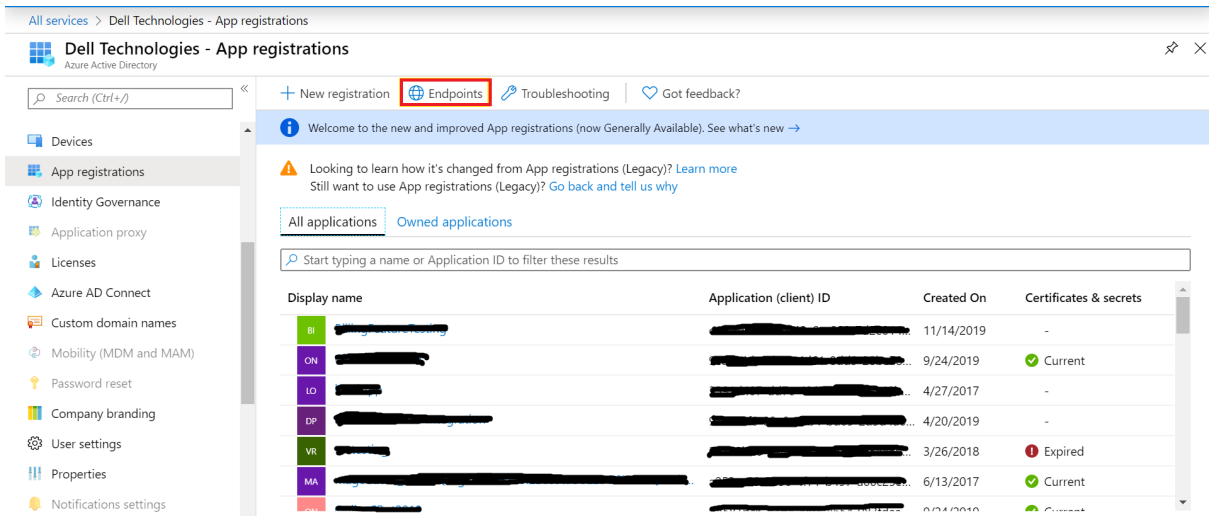 All services > Dell Technologies - App registrations
Dell Technologies - App registrations
Azure Active Directory
Search (Ctrl+/)
«
New registration
Endpoints
Troubleshooting
Got feedback?
Welcome to the new and improved App registrations (now Generally Available). See what's new →
Looking to learn how it's changed from App registrations (Legacy)? Learn more
Still want to use App registrations (Legacy)? Go back and tell us why
All applications Owned applications
Start typing a name or Application ID to filter these results
Devices
App registrations
Identity Governance
Application proxy
Licenses
Azure AD Connect
Custom domain names
Mobility (MDM and MAM)
Password reset
Company branding
User settings
Properties
Notifications settings
Display name Application (client) ID Created On Certificates & secrets
BI 11/14/2019 -
ON 9/24/2019 Current
LO 4/27/2017 -
DP 4/20/2019 -
VR 3/26/2018 Expired
MA 6/13/2017 Current